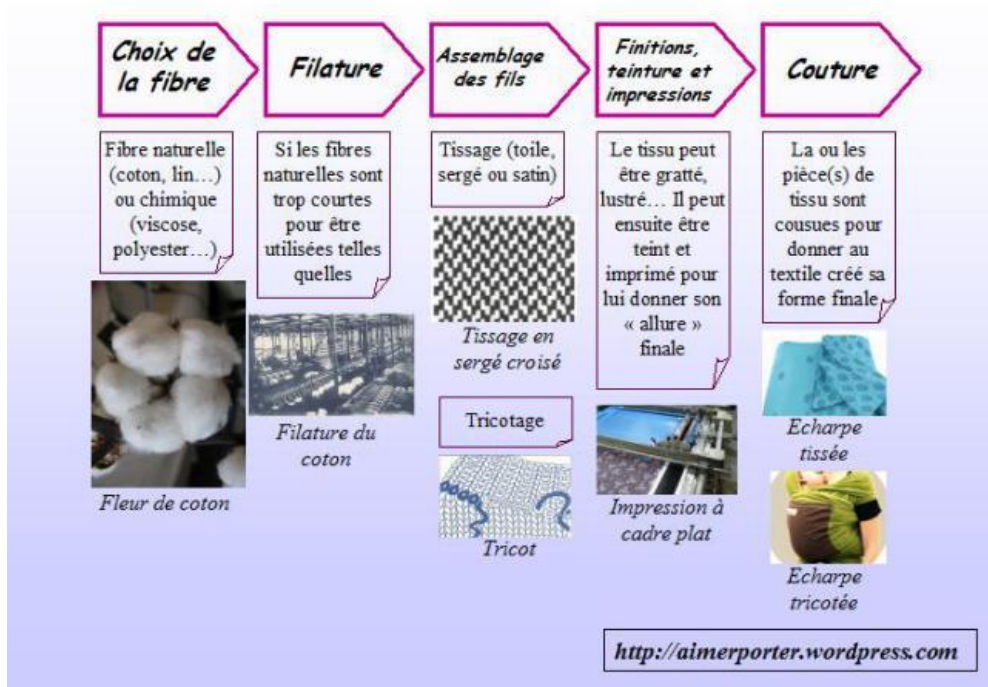 Choix de
la fibre
Filature
Assemblage
des fils
Finitions,
teinture et
impressions
Couture
Fibre naturelle
(coton, lin…)
ou chimique
(viscose,
polyester…)
Fleur de coton
Si les fibres
naturelles sont
trop courtes
pour être
utilisées telles
quelles
Filature du
coton
Tissage (toile,
sergé ou satin)
Tissage en
sergé croisé
Tricotage
Tricot
Le tissu peut
être gratté,
lustré… Il peut
ensuite être
teint et
imprimé pour
lui donner son
« allure »
finale
Impression à
cadre plat
La ou les
pièce(s) de
tissu sont
cousues pour
donner au
textile créé sa
forme finale
Echarpe
tissée
Echarpe
tricotée
http://aimerporter.wordpress.com